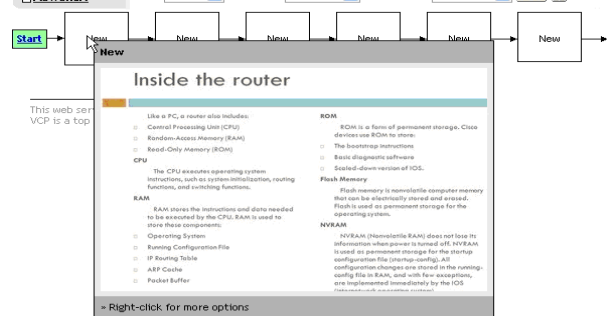 Start
New
New
New
New
New
New
New
This web ser
VCP is a top
Inside the router
Like a PC, a router also includes:
Central Processing Unit (CPU)
Random-Access Memory (RAM)
Read-Only Memory (ROM)
CPU
The CPU executes operating system
instructions, such as system initialization, routing
functions, and switching functions.
RAM
RAM stores the instructions and data needed
to be executed by the CPU. RAM is used to
store these components:
Operating System
Running Configuration File
IP Routing Table
ARP Cache
Packet Buffer
ROM
ROM is a form of permanent storage. Cisco
devices use ROM to store:
The bootstrap instructions
Basic diagnostic software
Scaled-down version of IOS.
Flash Memory
Flash memory is nonvolatile computer memory
that can be electrically stored and erased.
Flash is used as permanent storage for the
operating system.
NVRAM
NVRAM (Nonvolatile RAM) does not lose its
information when power is turned off. NVRAM
is used as permanent storage for the startup
configuration file (startup-config). All
configuration changes are stored in the running-
config file in RAM, and with few exceptions,
are implemented immediately by the IOS
» Right-click for more options